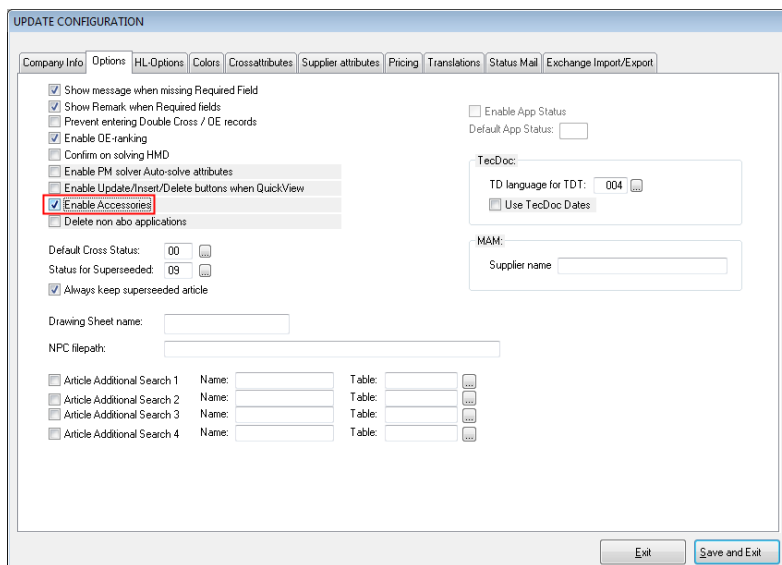 UPDATE CONFIGURATION
Company Info Options HL-Options Colors Crossattributes Supplier attributes Pricing Translations Status Mail Exchange Import/Export
Show message when missing Required Field
Show Remark when Required fields
Prevent entering Double Cross / OE records
Enable OE-ranking
Confirm on solving HMD
Enable PM solver Auto-solve attributes
Enable Update/Insert/Delete buttons when QuickView
Enable Accessories
Delete non abo applications
Enable App Status
Default App Status:
TecDoc:
TD language for TDT: 004 ...
Use TecDoc Dates
Default Cross Status: 00 ...
Status for Superseeded: 09 ...
Always keep superseded article
MAM:
Supplier name
Drawing Sheet name:
NPC filepath:
Article Additional Search 1 Name: Table: ...
Article Additional Search 2 Name: Table: ...
Article Additional Search 3 Name: Table: ...
Article Additional Search 4 Name: Table: ...
Exit Save and Exit